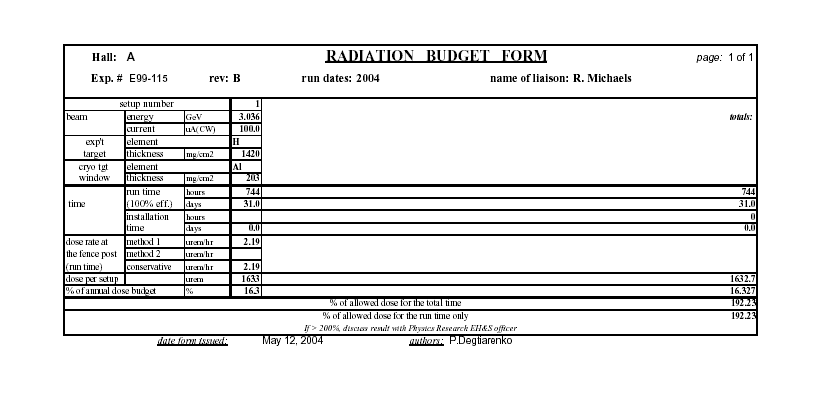 Hall: A RADIATION BUDGET FORM page: 1 of 1
Exp. # E99-115 rev: B run dates: 2004 name of liaison: R. Michaels
setup number 1
beam energy GeV 3.036 totals:
current uA(CW) 100.0
exp't element H
target thickness mg/cm2 1420
cryo tgt element Al
window thickness mg/cm2 203
run time hours 744 744
time (100% eff.) days 31.0 31.0
installation hours 0
time days 0.0 0.0
dose rate at method 1 urem/hr 2.19
the fence post method 2 urem/hr
(run time) conservative urem/hr 2.19
dose per setup urem 1633 1632.7
% of annual dose budget % 16.3 16.327
% of allowed dose for the total time 192.23
% of allowed dose for the run time only 192.23
If > 200%, discuss result with Physics Research EH&S officer
date form issued: May 12, 2004 authors: P.Degtiarenko